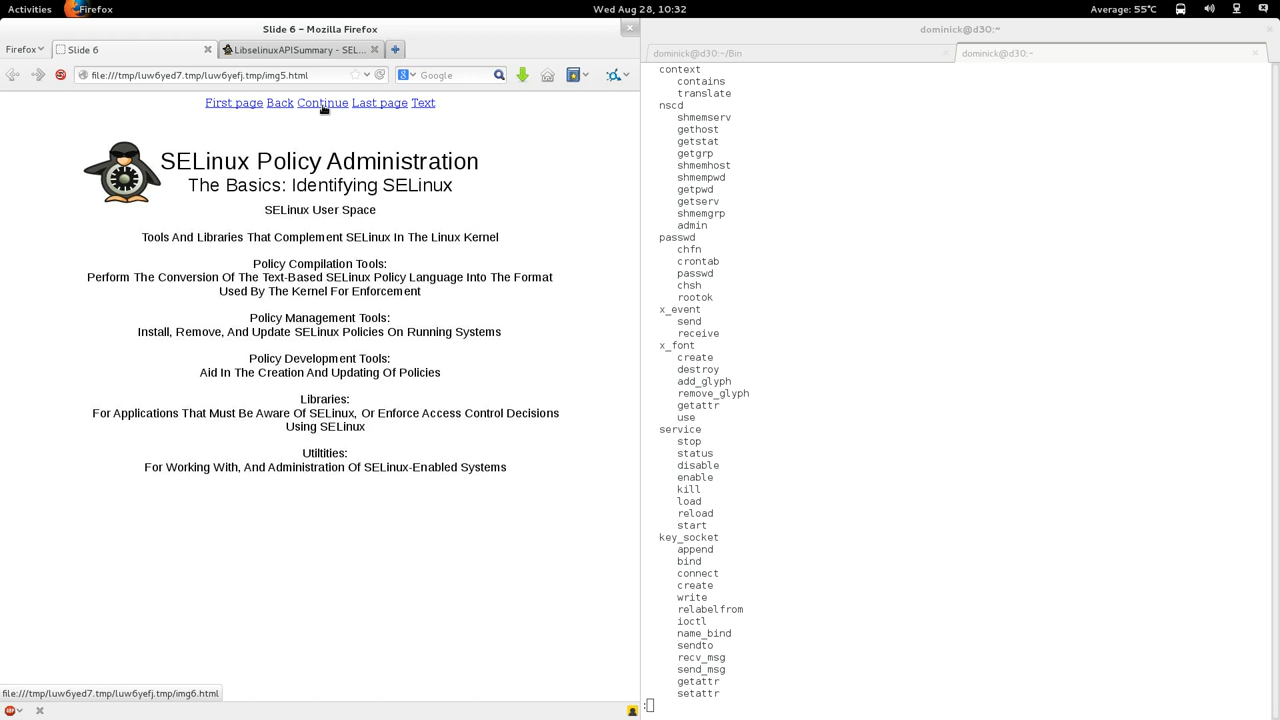 Activities
Firefox
Wed Aug 28, 10:32
Average: 55°C
Slide 6 - Mozilla Firefox
Firefox
Slide 6
LibselinuxAPISummary - SEL...
file:///tmp/luw6yed7.tmp/luw6yefj.tmp/img5.html
Google
First page Back Continue Last page Text
SELinux Policy Administration
The Basics: Identifying SELinux
SELinux User Space
Tools And Libraries That Complement SELinux In The Linux Kernel
Policy Compilation Tools:
Perform The Conversion Of The Text-Based SELinux Policy Language Into The Format
Used By The Kernel For Enforcement
Policy Management Tools:
Install, Remove, And Update SELinux Policies On Running Systems
Policy Development Tools:
Aid In The Creation And Updating Of Policies
Libraries:
For Applications That Must Be Aware Of SELinux, Or Enforce Access Control Decisions
Using SELinux
Utiltities:
For Working With, And Administration Of SELinux-Enabled Systems
file:///tmp/luw6yed7.tmp/luw6yefj.tmp/img6.html
ABP
dominick@d30:~
dominick@d30:~/Bin
dominick@d30:~
context
contains
translate
nscd
shmemserv
gethost
getstat
getgrp
shmemhost
shmempwd
getpwd
getserv
shmemgrp
admin
passwd
chfn
crontab
passwd
chsh
rootok
x_event
send
receive
x_font
create
destroy
add_glyph
remove_glyph
getattr
use
service
stop
status
disable
enable
kill
load
reload
start
key_socket
append
bind
connect
create
write
relabelfrom
ioctl
name_bind
sendto
recv_msg
send_msg
getattr
setattr
: